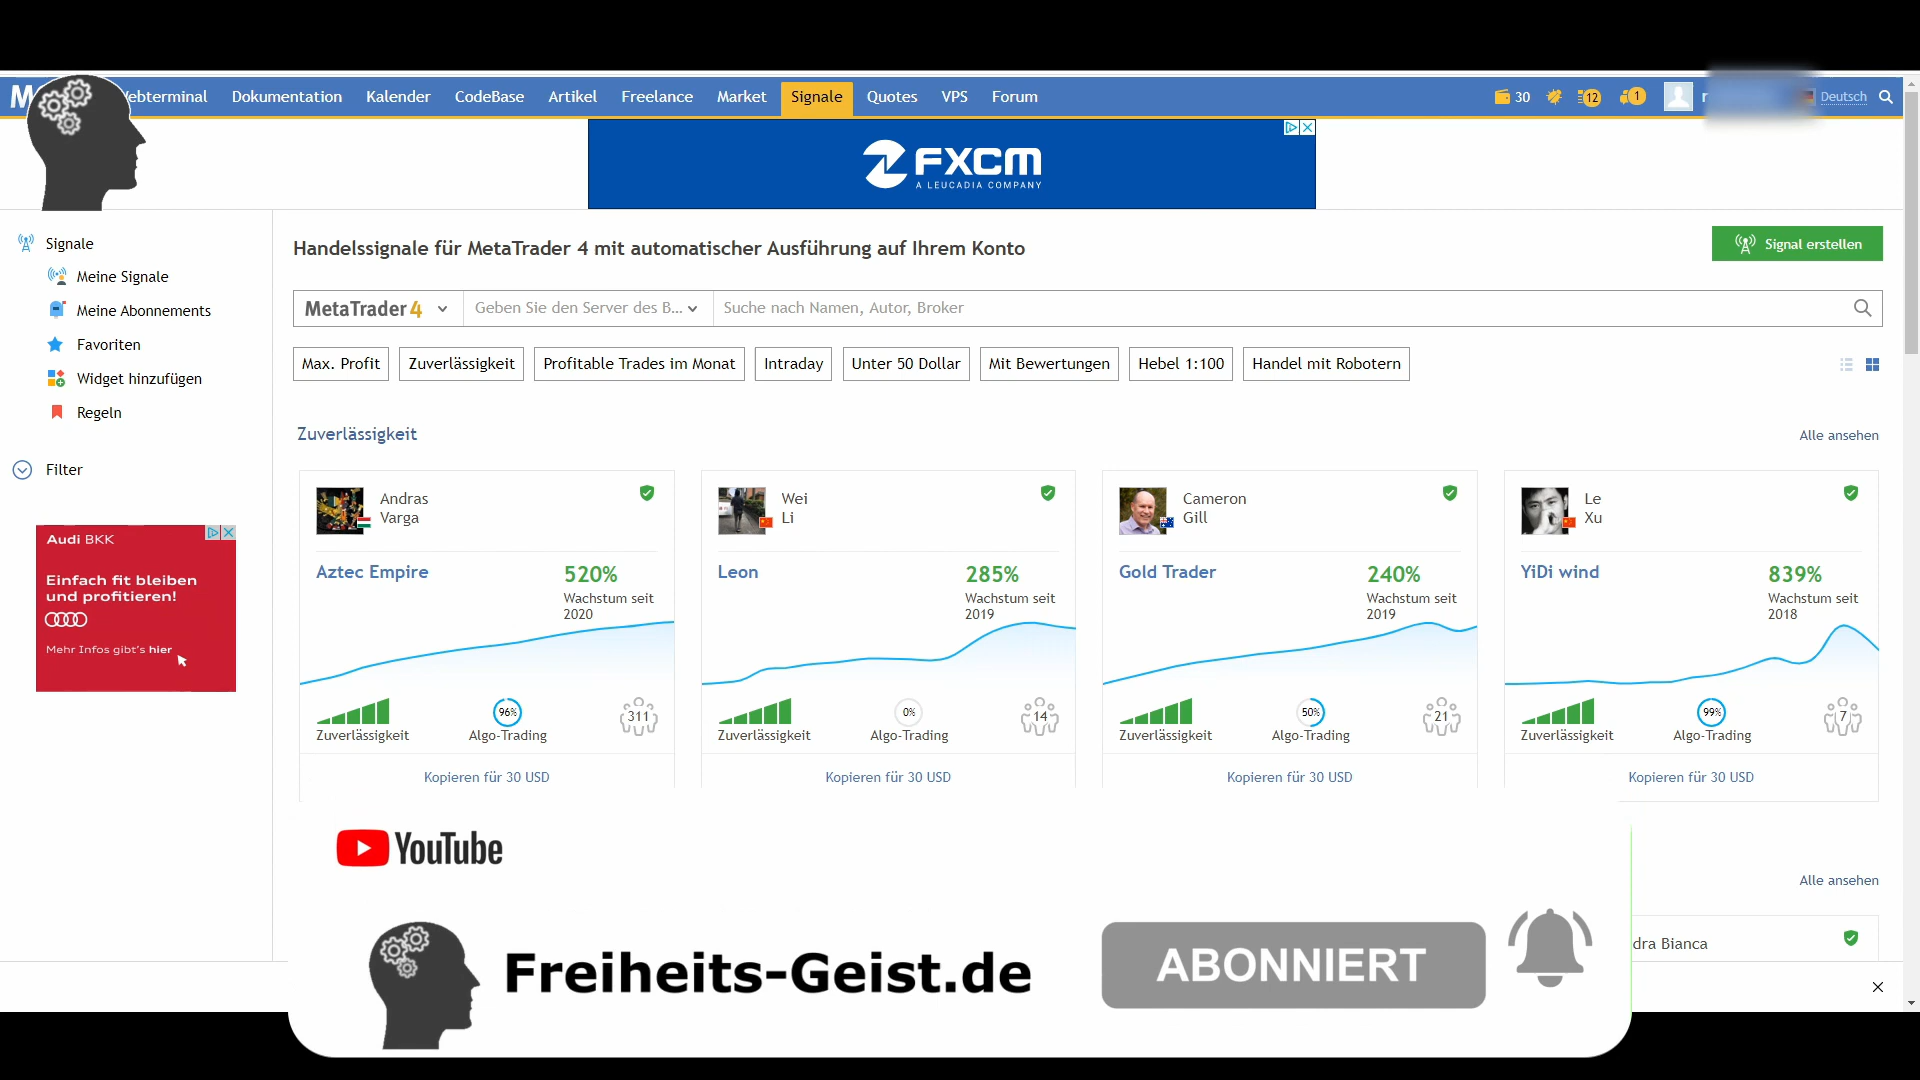 Webterminal Dokumentation Kalender CodeBase Artikel Freelance Market Signale Quotes VPS Forum 30 12 1 Deutsch
FXCM
A LEUCADIA COMPANY
Signale
Meine Signale
Meine Abonnements
Favoriten
Widget hinzufügen
Regeln
Filter
Audi BKK
Einfach fit bleiben
und profitieren!
Mehr Infos gibt's hier
Handelssignale für MetaTrader 4 mit automatischer Ausführung auf Ihrem Konto
Signal erstellen
MetaTrader 4 Geben Sie den Server des B... Suche nach Namen, Autor, Broker
Max. Profit Zuverlässigkeit Profitable Trades im Monat Intraday Unter 50 Dollar Mit Bewertungen Hebel 1:100 Handel mit Robotern
Zuverlässigkeit Alle ansehen
Andras
Varga
Aztec Empire 520%
Wachstum seit
2020
96% 311
Zuverlässigkeit Algo-Trading
Kopieren für 30 USD
Wei
Li
Leon 285%
Wachstum seit
2019
0% 14
Zuverlässigkeit Algo-Trading
Kopieren für 30 USD
Cameron
Gill
Gold Trader 240%
Wachstum seit
2019
50% 21
Zuverlässigkeit Algo-Trading
Kopieren für 30 USD
Le
Xu
YiDi wind 839%
Wachstum seit
2018
99% 7
Zuverlässigkeit Algo-Trading
Kopieren für 30 USD
YouTube
Alle ansehen
dra Bianca
Freiheits-Geist.de ABONNIERT